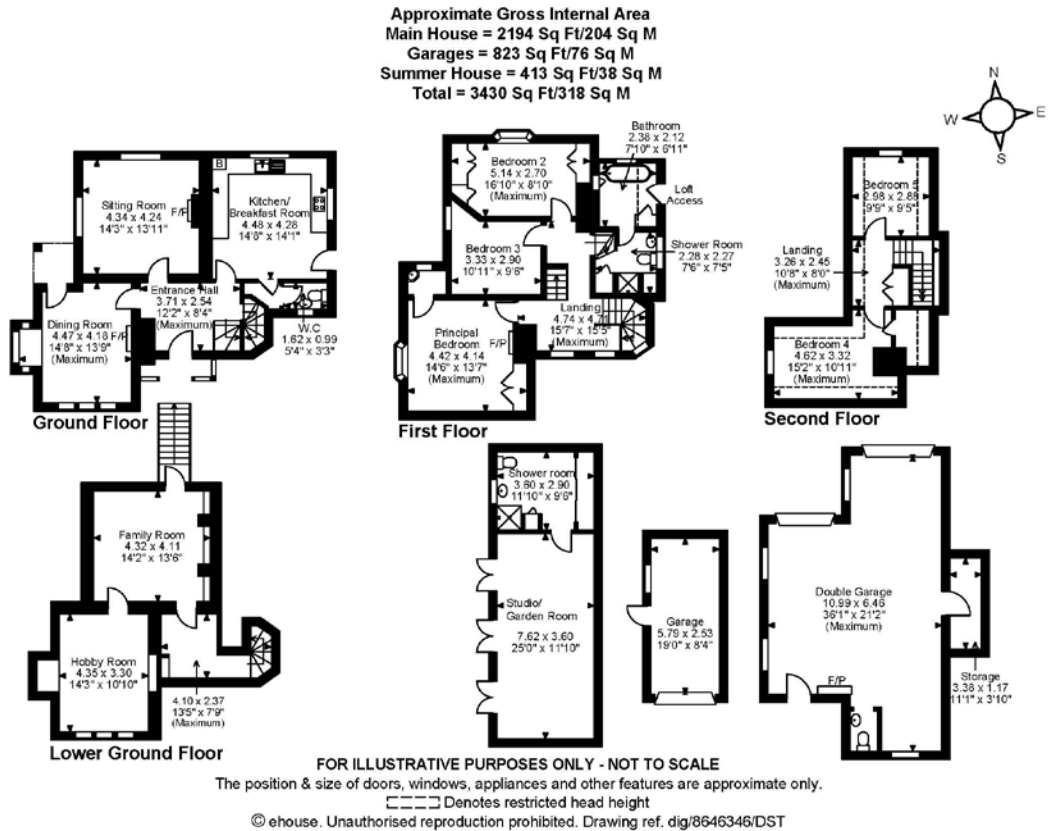 Approximate Gross Internal Area
Main House = 2194 Sq Ft/204 Sq M
Garages = 823 Sq Ft/76 Sq M
Summer House = 413 Sq Ft/38 Sq M
Total = 3430 Sq Ft/318 Sq M
N
W
E
S
Sitting Room
4.34 x 4.24
14'3" x 13'11"
F/P
B
Kitchen/
Breakfast Room
4.48 x 4.28
14'8" x 14'1"
Entrance Hall
3.71 x 2.54
12'2" x 8'4"
(Maximum)
W.C
1.62 x 0.99
5'4" x 3'3"
Dining Room
4.47 x 4.18
14'8" x 13'9"
(Maximum)
F/P
Ground Floor
Bedroom 2
5.14 x 2.70
16'10" x 8'10"
(Maximum)
Bathroom
2.38 x 2.12
7'10" x 6'11"
Loft
Access
Bedroom 3
3.33 x 2.90
10'11" x 9'6"
Shower Room
2.28 x 2.27
7'6" x 7'5"
Landing
4.74 x 4.71
15'7" x 15'5"
(Maximum)
Principal
Bedroom
4.42 x 4.14
14'6" x 13'7"
(Maximum)
F/P
First Floor
Bedroom 5
2.98 x 2.88
9'9" x 9'5"
Landing
3.26 x 2.45
10'8" x 8'0"
(Maximum)
Bedroom 4
4.62 x 3.32
15'2" x 10'11"
(Maximum)
Second Floor
Family Room
4.32 x 4.11
14'2" x 13'6"
Hobby Room
4.35 x 3.30
14'3" x 10'10"
4.10 x 2.37
13'5" x 7'9"
(Maximum)
Lower Ground Floor
Shower room
3.60 x 2.90
11'10" x 9'6"
Studio/
Garden Room
7.62 x 3.60
25'0" x 11'10"
Garage
5.79 x 2.53
19'0" x 8'4"
Double Garage
10.99 x 6.46
36'1" x 21'2"
(Maximum)
F/P
Storage
3.38 x 1.17
11'1" x 3'10"
FOR ILLUSTRATIVE PURPOSES ONLY - NOT TO SCALE
The position & size of doors, windows, appliances and other features are approximate only.
Denotes restricted head height
© ehouse. Unauthorised reproduction prohibited. Drawing ref. dig/8646346/DST